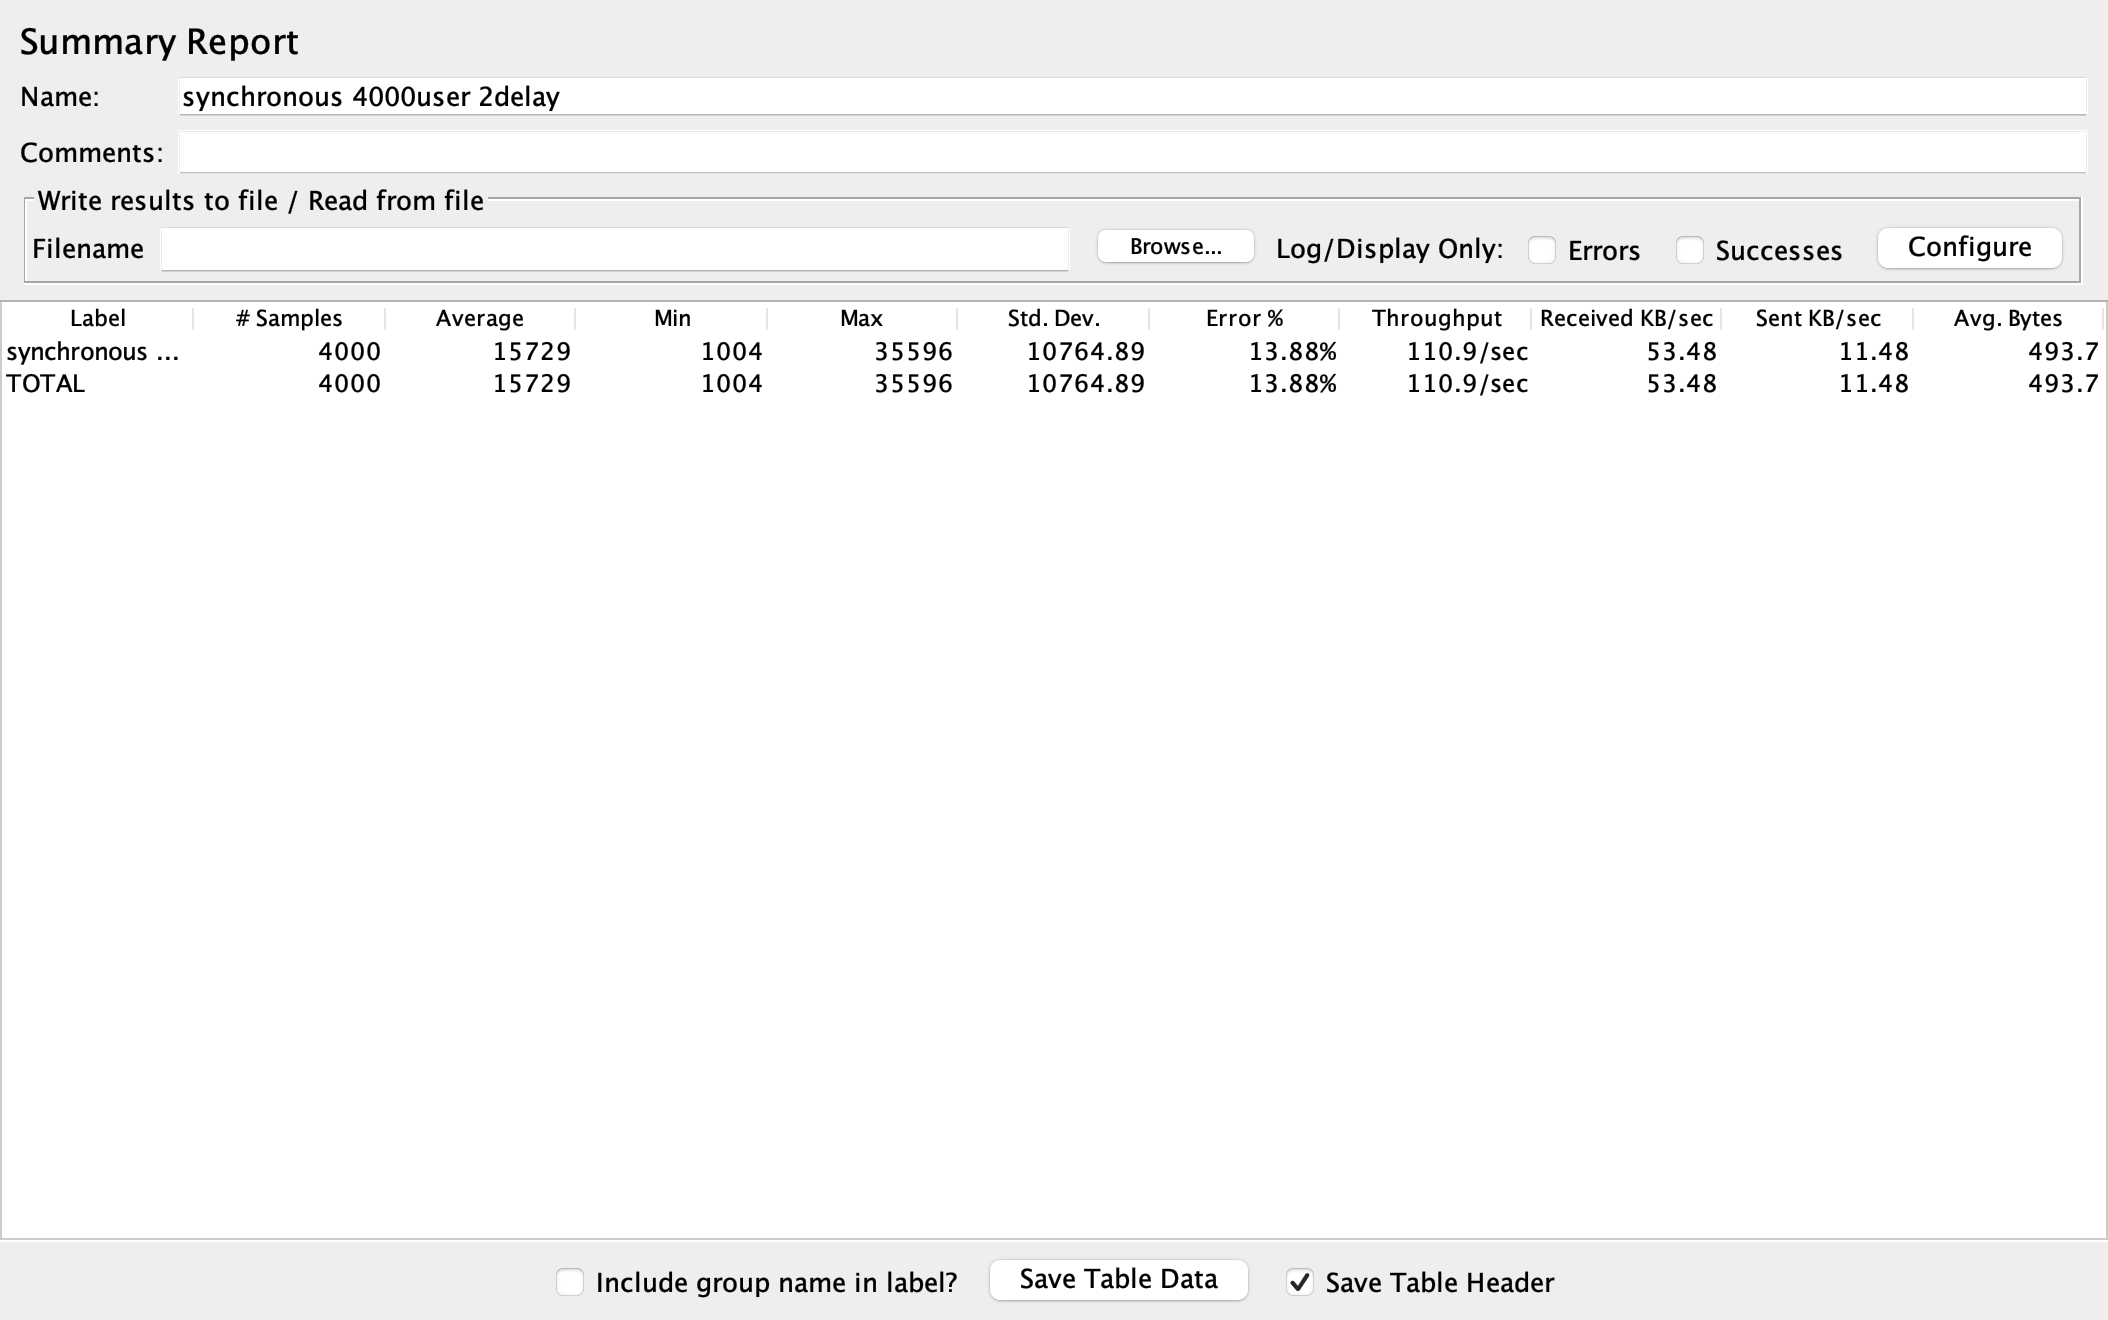 Summary Report
Name: synchronous 4000user 2delay
Comments:
Write results to file / Read from file
Filename Browse... Log/Display Only: Errors Successes Configure
Label # Samples Average Min Max Std. Dev. Error % Throughput Received KB/sec Sent KB/sec Avg. Bytes
synchronous ... 4000 15729 1004 35596 10764.89 13.88% 110.9/sec 53.48 11.48 493.7
TOTAL 4000 15729 1004 35596 10764.89 13.88% 110.9/sec 53.48 11.48 493.7
Include group name in label? Save Table Data Save Table Header